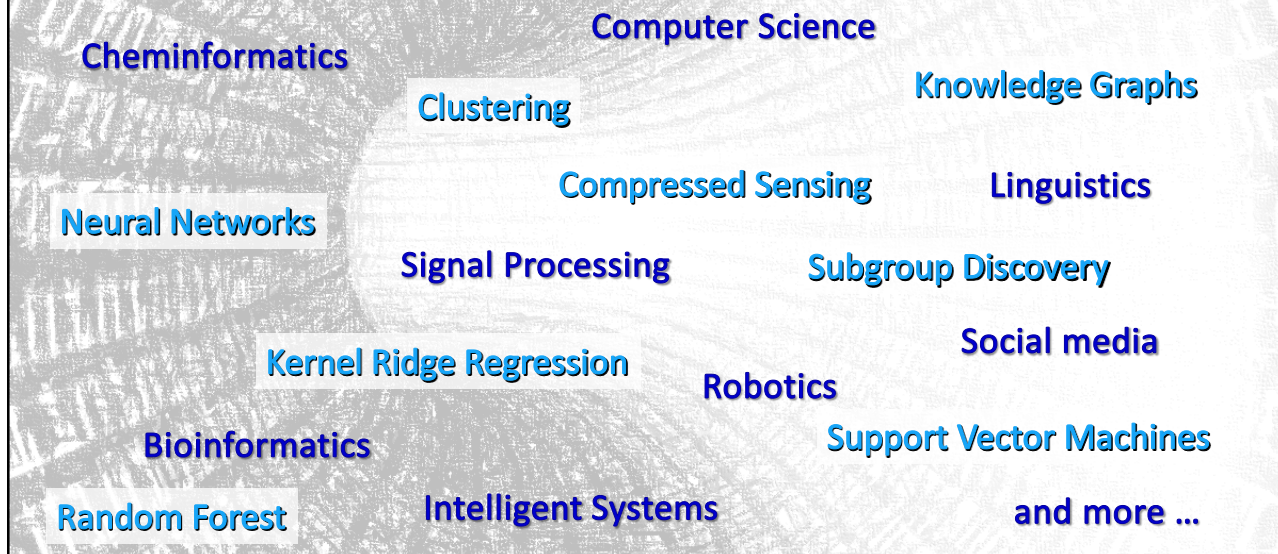 Computer Science
Cheminformatics
Knowledge Graphs
Clustering
Compressed Sensing
Linguistics
Neural Networks
Signal Processing
Subgroup Discovery
Social media
Kernel Ridge Regression
Robotics
Support Vector Machines
Bioinformatics
Intelligent Systems
and more ...
Random Forest